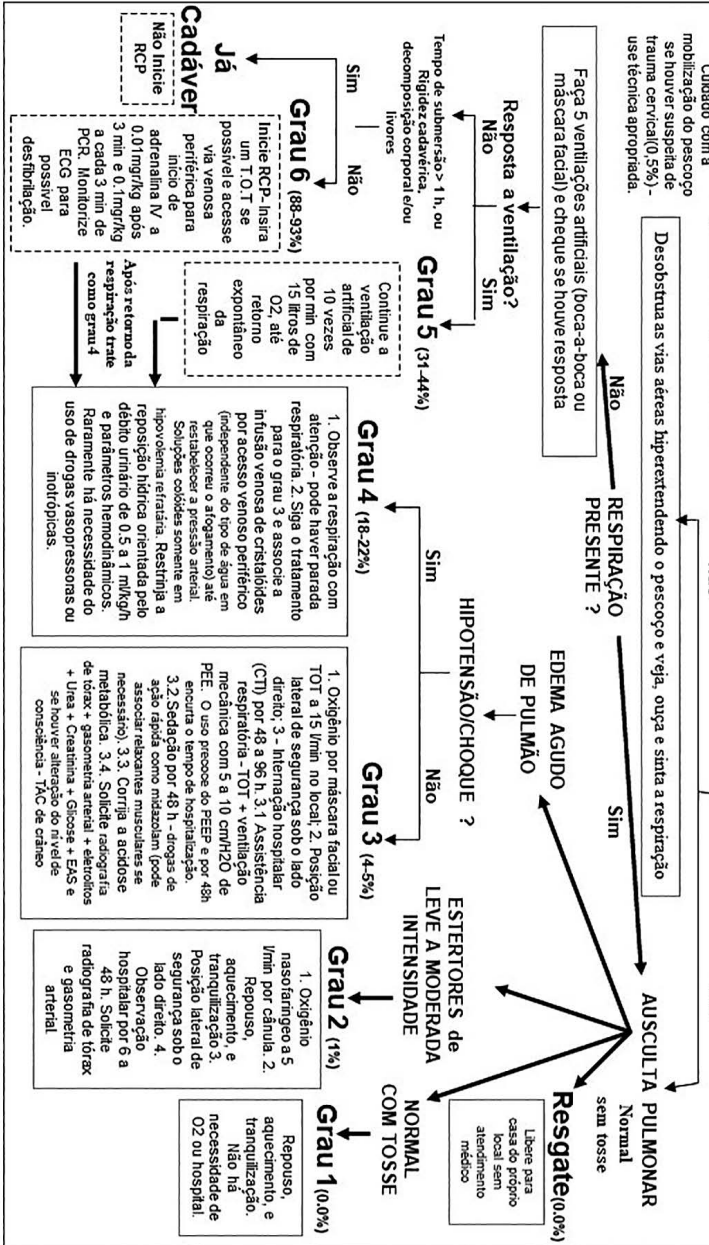 Cuidado com a
mobilização do pescoço
se houver suspeita de
trauma cervical(0,5%) -
use técnica apropriada.
Desobstrua as vias aéreas hiperextendendo o pescoço e veja, ouça e sinta a respiração
RESPIRAÇÃO
PRESENTE ?
Não
Sim
Faça 5 ventilações artificiais (boca-a-boca ou
máscara facial) e cheque se houve resposta
Resposta a ventilação?
Não
Sim
Tempo de submersão > 1 h, ou
Rigidez cadavérica,
decomposição corporal e/ou
livores
Sim
Não
Já
Cadáver
Não Inicie
RCP
Grau 6 (88-93%)
Inicie RCP- Insira
um T.O.T se
possível e acesse
via venosa
periférica para
início de
adrenalina IV a
0.01mgr/kg após
3 min e 0.1mgr/kg
a cada 3 min de
PCR. Monitorize
ECG para
possível
desfibrilação.
Grau 5 (31-44%)
Continue a
ventilação
artificial de
10 vezes
por min com
15 litros de
O2, até
retorno
expontâneo
da
respiração
Após retorno da
respiração trate
como grau 4
AUSCULTA PULMONAR
Normal
sem tosse
EDEMA AGUDO
DE PULMÃO
HIPOTENSÃO/CHOQUE ?
Sim
Não
Grau 4 (18-22%)
1. Observe a respiração com
atenção - pode haver parada
respiratória. 2. Siga o tratamento
para o grau 3 e associe a
infusão venosa de cristalóides
por acesso venoso periférico
(independente do tipo de água em
que ocorreu o afogamento) até
restabelecer a pressão arterial.
Soluções colóides somente em
hipovolemia refratária. Restrinja a
reposição hídrica orientada pelo
débito urinário de 0,5 a 1 ml/kg/h
e parâmetros hemodinâmicos.
Raramente há necessidade do
uso de drogas vasopressoras ou
inotrópicas.
Grau 3 (4-5%)
1. Oxigênio por máscara facial ou
TOT a 15 l/min no local; 2. Posição
lateral de segurança sob o lado
direito; 3 - Internação hospitalar
(CTI) por 48 a 96 h. 3.1 Assistência
respiratória - TOT + ventilação
mecânica com 5 a 10 cm/H2O de
PEE. O uso precoce do PEEP e por 48h
encurta o tempo de hospitalização.
3.2.Sedação por 48 h - drogas de
ação rápida como midazolam (pode
associar relaxantes musculares se
necessário). 3.3. Corrija a acidose
metabólica. 3.4. Solicite radiografia
de tórax + gasometria arterial + eletrolitos
+ Urea + Creatinina + Glicose + EAS e
se houver alteração do nível de
consciência - TAC de crâneo
ESTERTORES de
LEVE A MODERADA
INTENSIDADE
Grau 2 (1%)
1. Oxigênio
nasofaríngeo a 5
l/min por cânula. 2.
Repouso,
aquecimento, e
tranquilização 3.
Posição lateral de
segurança sob o
lado direito. 4.
Observação
hospitalar por 6 a
48 h. Solicite
radiografia de tórax
e gasometria
arterial.
NORMAL
COM TOSSE
Grau 1(0.0%)
Repouso,
aquecimento, e
tranquilização.
Não há
necessidade de
O2 ou hospital.
Resgate(0.0%)
Libere para
casa do próprio
local sem
atendimento
médico